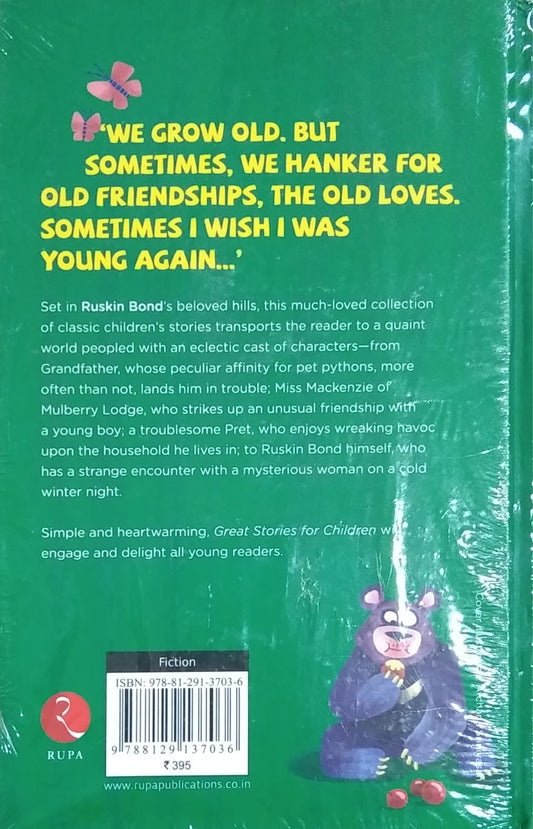 'WE GROW OLD. BUT
SOMETIMES, WE HANKER FOR
OLD FRIENDSHIPS, THE OLD LOVES.
SOMETIMES I WISH I WAS
YOUNG AGAIN...'
Set in Ruskin Bond's beloved hills, this much-loved collection
of classic children's stories transports the reader to a quaint
world peopled with an eclectic cast of characters—from
Grandfather, whose peculiar affinity for pet pythons, more
often than not, lands him in trouble; Miss Mackenzie of
Mulberry Lodge, who strikes up an unusual friendship with
a young boy; a troublesome Pret, who enjoys wreaking havoc
upon the household he lives in; to Ruskin Bond himself, who
has a strange encounter with a mysterious woman on a cold
winter night.
Simple and heartwarming, Great Stories for Children
engage and delight all young readers.
Fiction
ISBN: 978-81-291-3703-6
9 788129 137036
₹ 395
RUPA
www.rupapublications.co.in
Cover